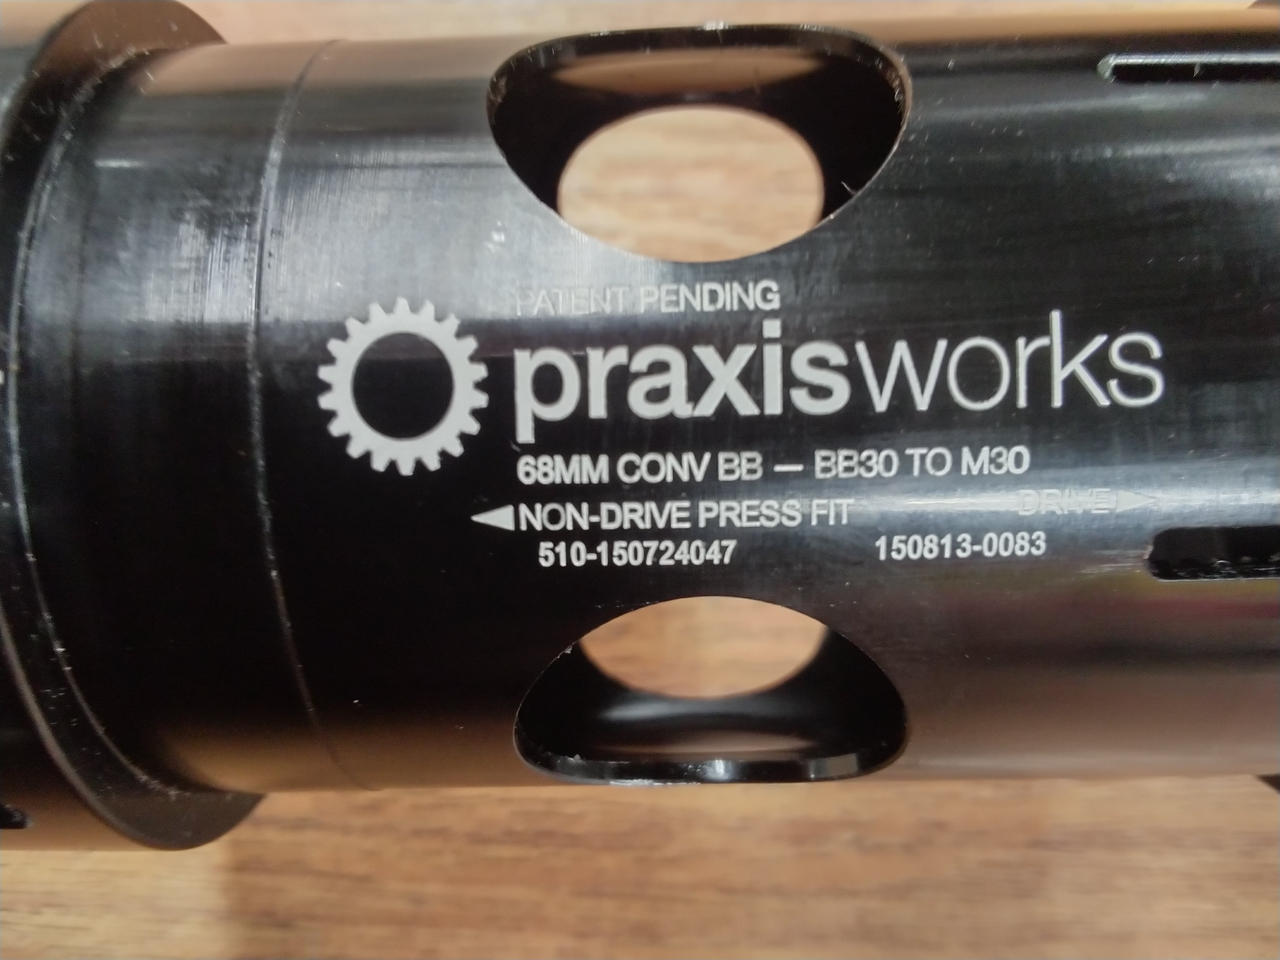 PATENT PENDING
praxisworks
68MM CONV BB — BB30 TO M30
NON-DRIVE PRESS FIT DRIVE
510-150724047 150813-0083